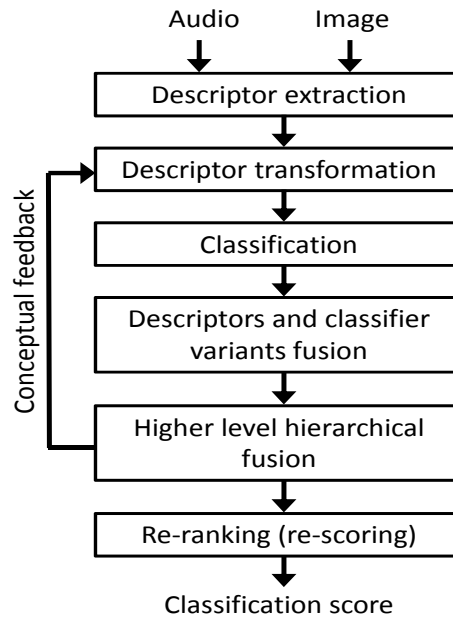 Audio Image
Descriptor extraction
Descriptor transformation
Classification
Descriptors and classifier
variants fusion
Higher level hierarchical
fusion
Re-ranking (re-scoring)
Classification score
Conceptual feedback